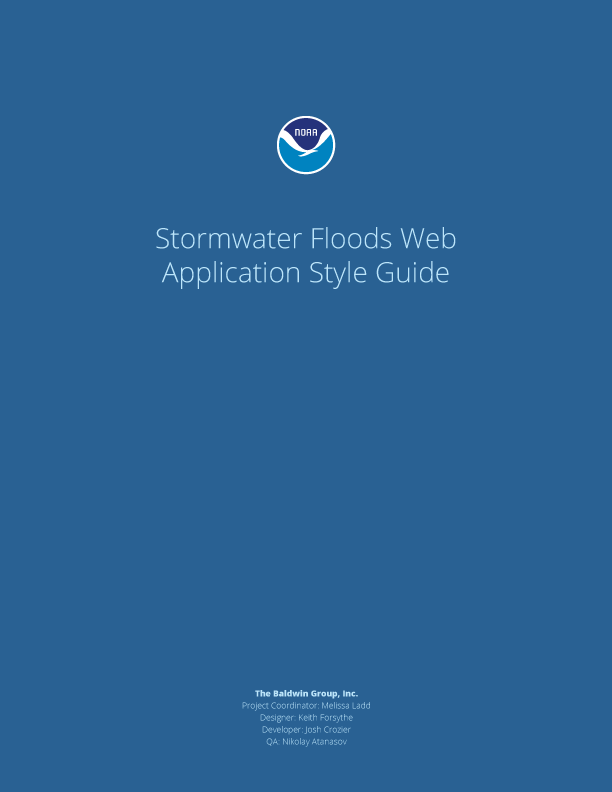 NOAA
Stormwater Floods Web
Application Style Guide
The Baldwin Group, Inc.
Project Coordinator: Melissa Ladd
Designer: Keith Forsythe
Developer: Josh Crozier
QA: Nikolay Atanasov